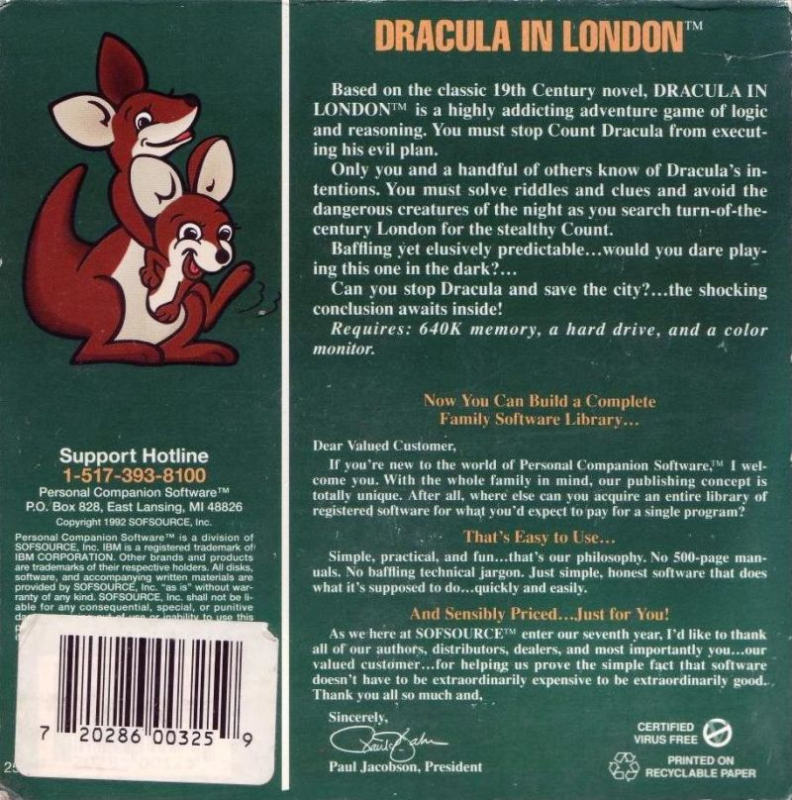 DRACULA IN LONDON™
Based on the classic 19th Century novel, DRACULA IN
LONDON™ is a highly addicting adventure game of logic
and reasoning. You must stop Count Dracula from execut-
ing his evil plan.
Only you and a handful of others know of Dracula's in-
tentions. You must solve riddles and clues and avoid the
dangerous creatures of the night as you search turn-of-the-
century London for the stealthy Count.
Baffling yet elusively predictable...would you dare play-
ing this one in the dark?...
Can you stop Dracula and save the city?...the shocking
conclusion awaits inside!
Requires: 640K memory, a hard drive, and a color
monitor.
Now You Can Build a Complete
Family Software Library...
Dear Valued Customer,
If you're new to the world of Personal Companion Software,™ I wel-
come you. With the whole family in mind, our publishing concept is
totally unique. After all, where else can you acquire an entire library of
registered software for what you'd expect to pay for a single program?
That's Easy to Use...
Simple, practical, and fun...that's our philosophy. No 500-page man-
uals. No baffling technical jargon. Just simple, honest software that does
what it's supposed to do...quickly and easily.
And Sensibly Priced...Just for You!
As we here at SOFSOURCE™ enter our seventh year, I'd like to thank
all of our authors, distributors, dealers, and most importantly you...our
valued customer...for helping us prove the simple fact that software
doesn't have to be extraordinarily expensive to be extraordinarily good.
Thank you all so much and,
Sincerely,
Paul Jacobson, President
CERTIFIED
VIRUS FREE
PRINTED ON
RECYCLABLE PAPER
Support Hotline
1-517-393-8100
Personal Companion Software™
P.O. Box 828, East Lansing, MI 48826
Copyright 1992 SOFSOURCE, Inc.
Personal Companion Software™ is a division of
SOFSOURCE, Inc. IBM is a registered trademark of
IBM CORPORATION. Other brands and products
are trademarks of their respective holders. All disks,
software, and accompanying written materials are
provided by SOFSOURCE, Inc. "as is" without war-
ranty of any kind. SOFSOURCE, Inc. shall not be li-
able for any consequential, special, or punitive
out of use or inability to use this
7 20286 00325 9